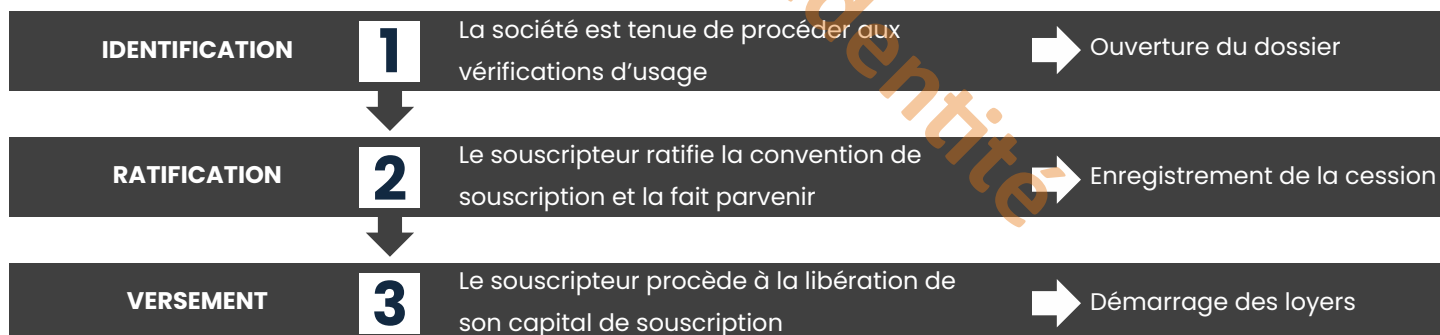 IDENTIFICATION
1
La société est tenue de procéder aux
vérifications d'usage
Ouverture du dossier
RATIFICATION
2
Le souscripteur ratifie la convention de
souscription et la fait parvenir
Enregistrement de la cession
VERSEMENT
3
Le souscripteur procède à la libération de
son capital de souscription
Démarrage des loyers